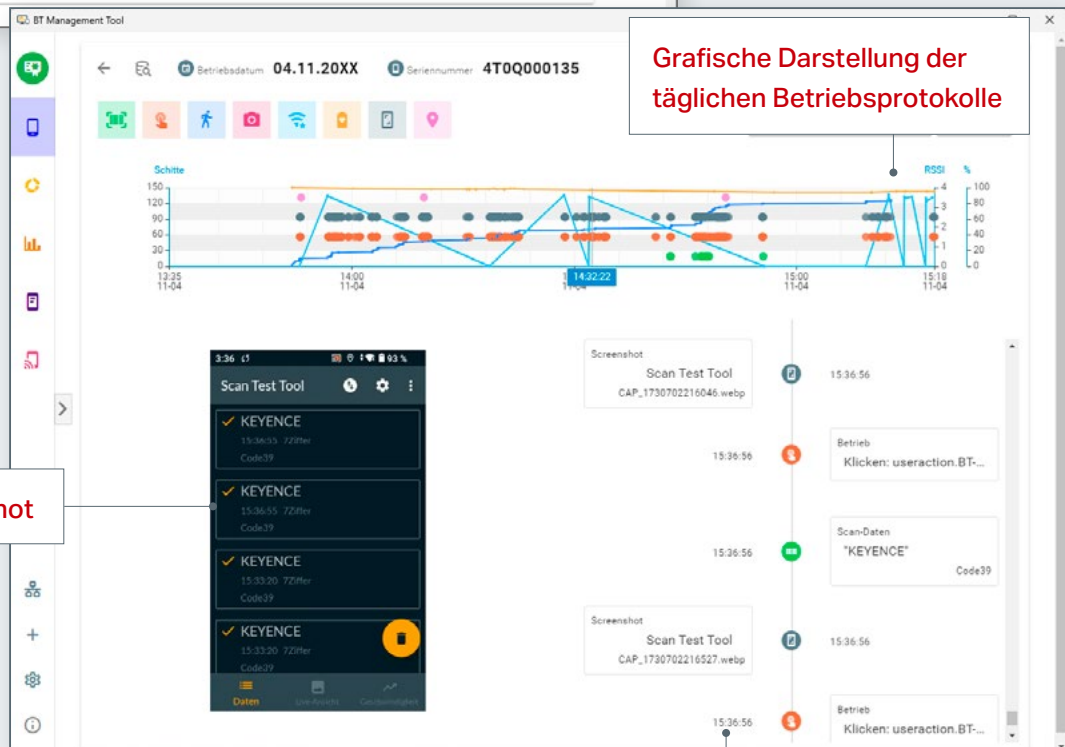 BT Management Tool
Betriebsdatum 04.11.20XX Seriennummer 4T0Q000135
Grafische Darstellung der
täglichen Betriebsprotokolle
Schitte RSSI %
150 4 100
120 3 80
90 60
60 2 40
30 1 20
0 0 0
13:25 14:00 14:32:22 15:00 15:18
11-04 11-04 11-04 11-04
3:36 93 %
Scan Test Tool
KEYENCE
15:36:55 7Ziffer
Code39
KEYENCE
15:36:55 7Ziffer
Code39
KEYENCE
15:33:20 7Ziffer
Code39
KEYENCE
15:33:20 7Ziffer
Code39
Daten Live-Ansicht
Screenshot
Scan Test Tool
CAP_1730702216046.webp
15:36:56
Betrieb
Klicken: useraction.BT-...
15:36:56
Scan-Daten
"KEYENCE"
Code39
15:36:56
Screenshot
Scan Test Tool
CAP_1730702216527.webp
15:36:56
Betrieb
Klicken: useraction.BT-...
15:36:56